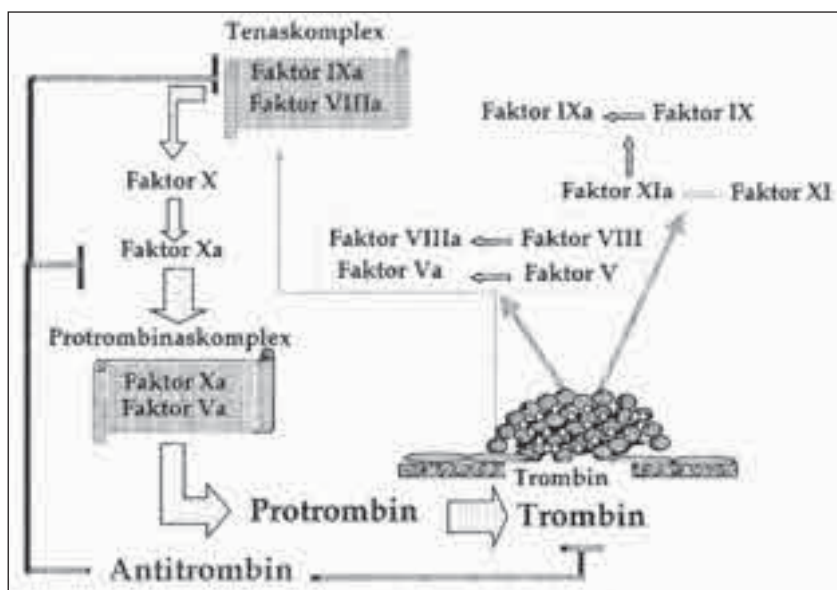 Tenaskomplex
Faktor IXa
Faktor VIIIa
Faktor IXa
Faktor IX
Faktor X
Faktor XIa
Faktor XI
Faktor Xa
Faktor VIIIa
Faktor VIII
Faktor Va
Faktor V
Protrombinaskomplex
Faktor Xa
Faktor Va
Trombin
Protrombin
Trombin
Antitrombin